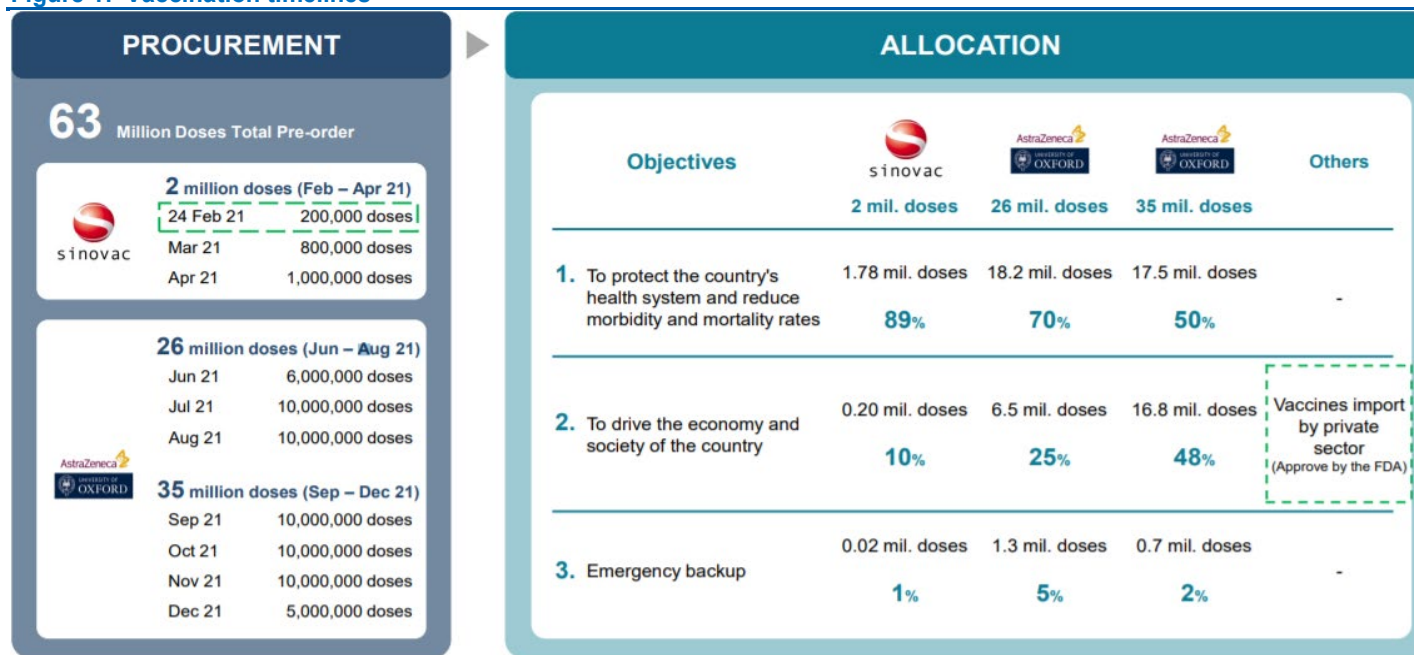 Figure 1: Vaccination timelines
PROCUREMENT
63 Million Doses Total Pre-order
sinovac
2 million doses (Feb – Apr 21)
24 Feb 21 200,000 doses
Mar 21 800,000 doses
Apr 21 1,000,000 doses
AstraZeneca
UNIVERSITY OF
OXFORD
26 million doses (Jun – Aug 21)
Jun 21 6,000,000 doses
Jul 21 10,000,000 doses
Aug 21 10,000,000 doses
35 million doses (Sep – Dec 21)
Sep 21 10,000,000 doses
Oct 21 10,000,000 doses
Nov 21 10,000,000 doses
Dec 21 5,000,000 doses
ALLOCATION
Objectives
sinovac
2 mil. doses
AstraZeneca
UNIVERSITY OF
OXFORD
26 mil. doses
AstraZeneca
UNIVERSITY OF
OXFORD
35 mil. doses
Others
1. To protect the country's
health system and reduce
morbidity and mortality rates
1.78 mil. doses 18.2 mil. doses 17.5 mil. doses -
89% 70% 50%
2. To drive the economy and
society of the country
0.20 mil. doses 6.5 mil. doses 16.8 mil. doses
10% 25% 48%
Vaccines import
by private
sector
(Approve by the FDA)
3. Emergency backup
0.02 mil. doses 1.3 mil. doses 0.7 mil. doses -
1% 5% 2%